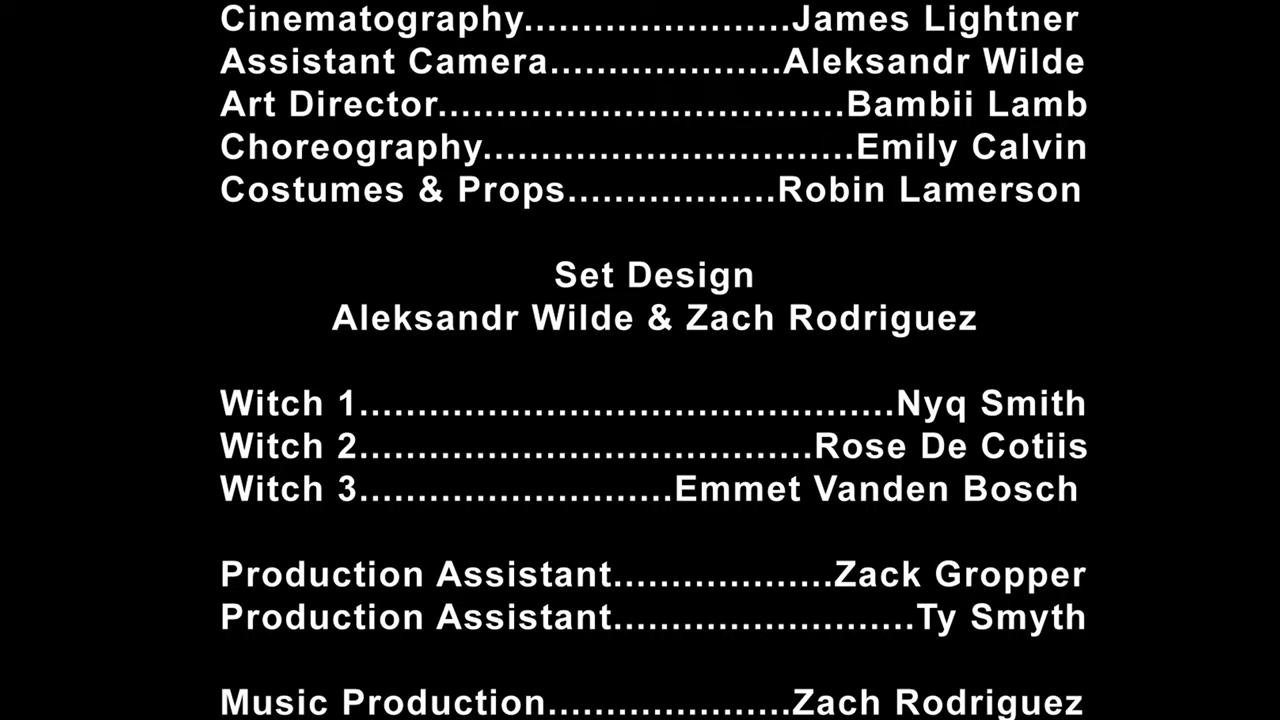 Cinematography.......................James Lightner
Assistant Camera....................Aleksandr Wilde
Art Director...................................Bambii Lamb
Choreography................................Emily Calvin
Costumes & Props..................Robin Lamerson
Set Design
Aleksandr Wilde & Zach Rodriguez
Witch 1..............................................Nyq Smith
Witch 2.......................................Rose De Cotiis
Witch 3...........................Emmet Vanden Bosch
Production Assistant...................Zack Gropper
Production Assistant..........................Ty Smyth
Music Production.....................Zach Rodriguez